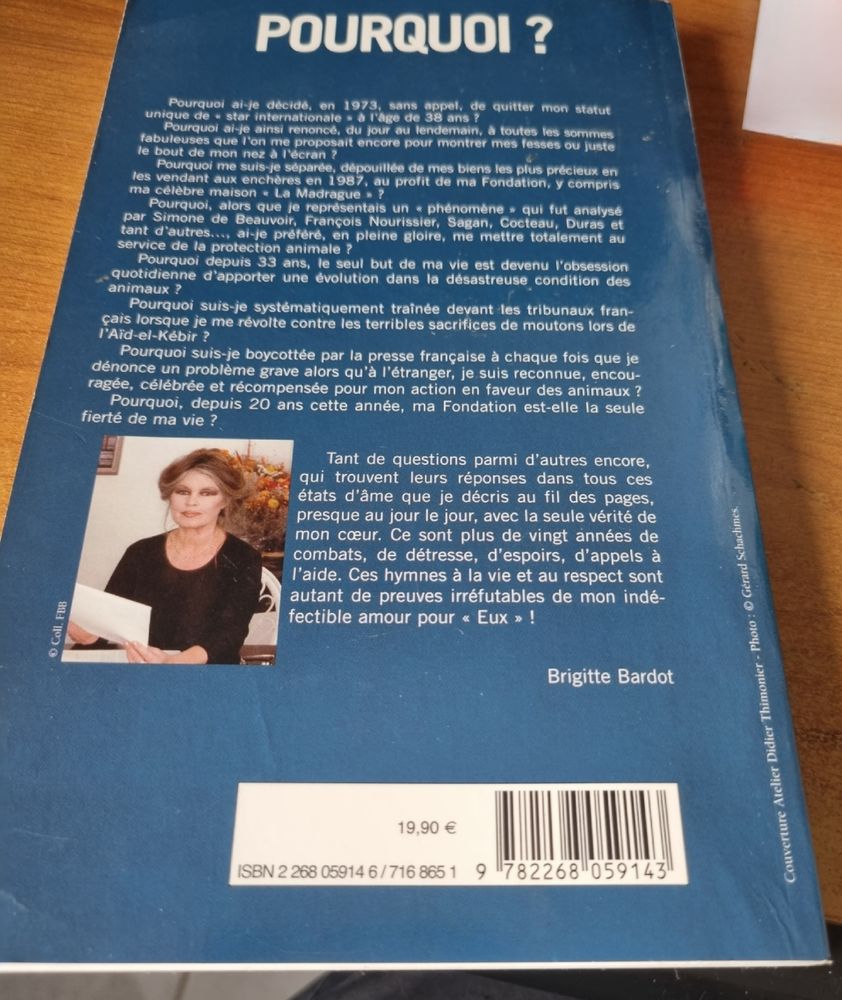 POURQUOI ?
Pourquoi ai-je décidé, en 1973, sans appel, de quitter mon statut
unique de « star internationale » à l'âge de 38 ans ?
Pourquoi ai-je ainsi renoncé, du jour au lendemain, à toutes les sommes
fabuleuses que l'on me proposait encore pour montrer mes fesses ou juste
le bout de mon nez à l'écran ?
Pourquoi me suis-je séparée, dépouillée de mes biens les plus précieux en
les vendant aux enchères en 1987, au profit de ma Fondation, y compris
ma célèbre maison « La Madrague » ?
Pourquoi, alors que je représentais un « phénomène » qui fut analysé
par Simone de Beauvoir, François Nourissier, Sagan, Cocteau, Duras et
tant d'autres..., ai-je préféré, en pleine gloire, me mettre totalement au
service de la protection animale ?
Pourquoi depuis 33 ans, le seul but de ma vie est devenu l'obsession
quotidienne d'apporter une évolution dans la désastreuse condition des
animaux ?
Pourquoi suis-je systématiquement traînée devant les tribunaux fran-
çais lorsque je me révolte contre les terribles sacrifices de moutons lors de
l'Aïd-el-Kébir ?
Pourquoi suis-je boycottée par la presse française à chaque fois que je
dénonce un problème grave alors qu'à l'étranger, je suis reconnue, encou-
ragée, célébrée et récompensée pour mon action en faveur des animaux ?
Pourquoi, depuis 20 ans cette année, ma Fondation est-elle la seule
fierté de ma vie ?
Tant de questions parmi d'autres encore,
qui trouvent leurs réponses dans tous ces
états d'âme que je décris au fil des pages,
presque au jour le jour, avec la seule vérité de
mon cœur. Ce sont plus de vingt années de
combats, de détresse, d'espoirs, d'appels à
l'aide. Ces hymnes à la vie et au respect sont
autant de preuves irréfutables de mon indé-
fectible amour pour « Eux » !
© Coll. FBB
Brigitte Bardot
Couverture Atelier Didier Thimonier - Photo : © Gérard Schachmes.
19,90 €
ISBN 2 268 05914 6 / 716 865 1
9 782268 059143